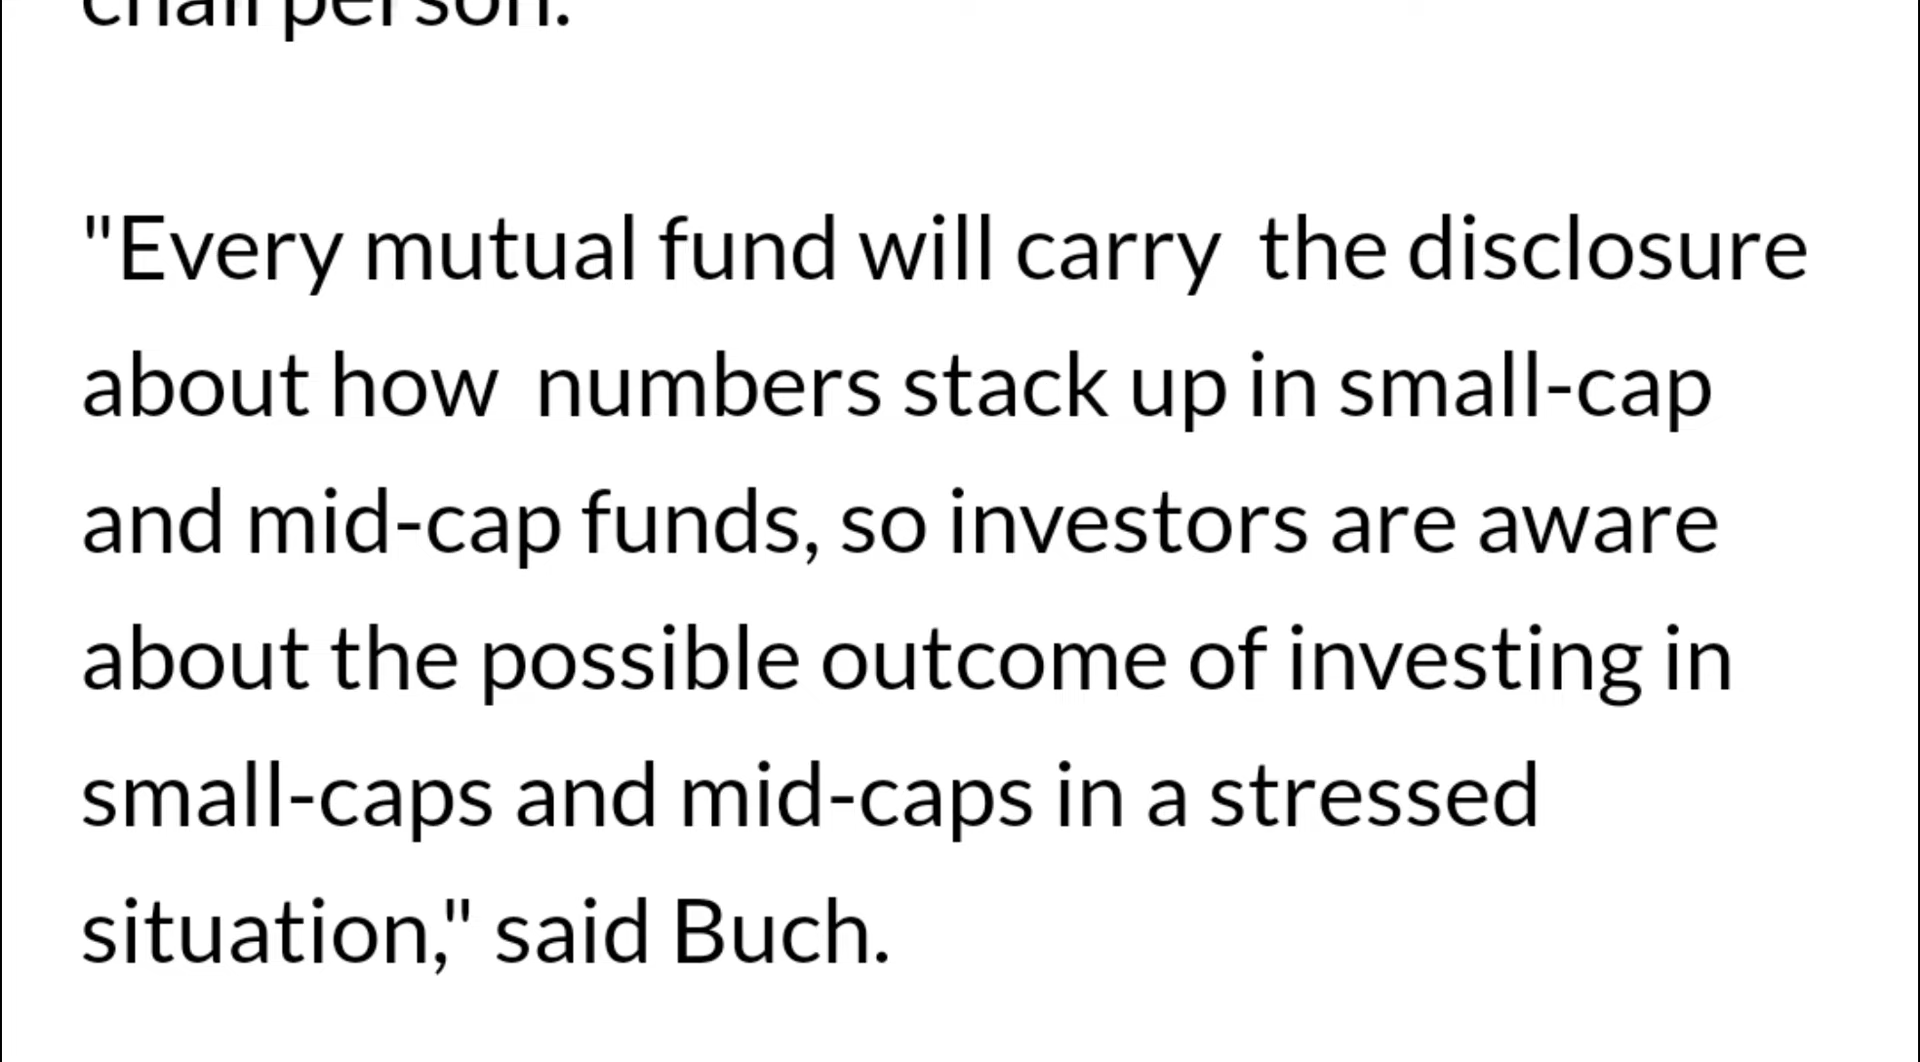 chairperson.
"Every mutual fund will carry  the disclosure
about how  numbers stack up in small-cap
and mid-cap funds, so investors are aware
about the possible outcome of investing in
small-caps and mid-caps in a stressed
situation," said Buch.